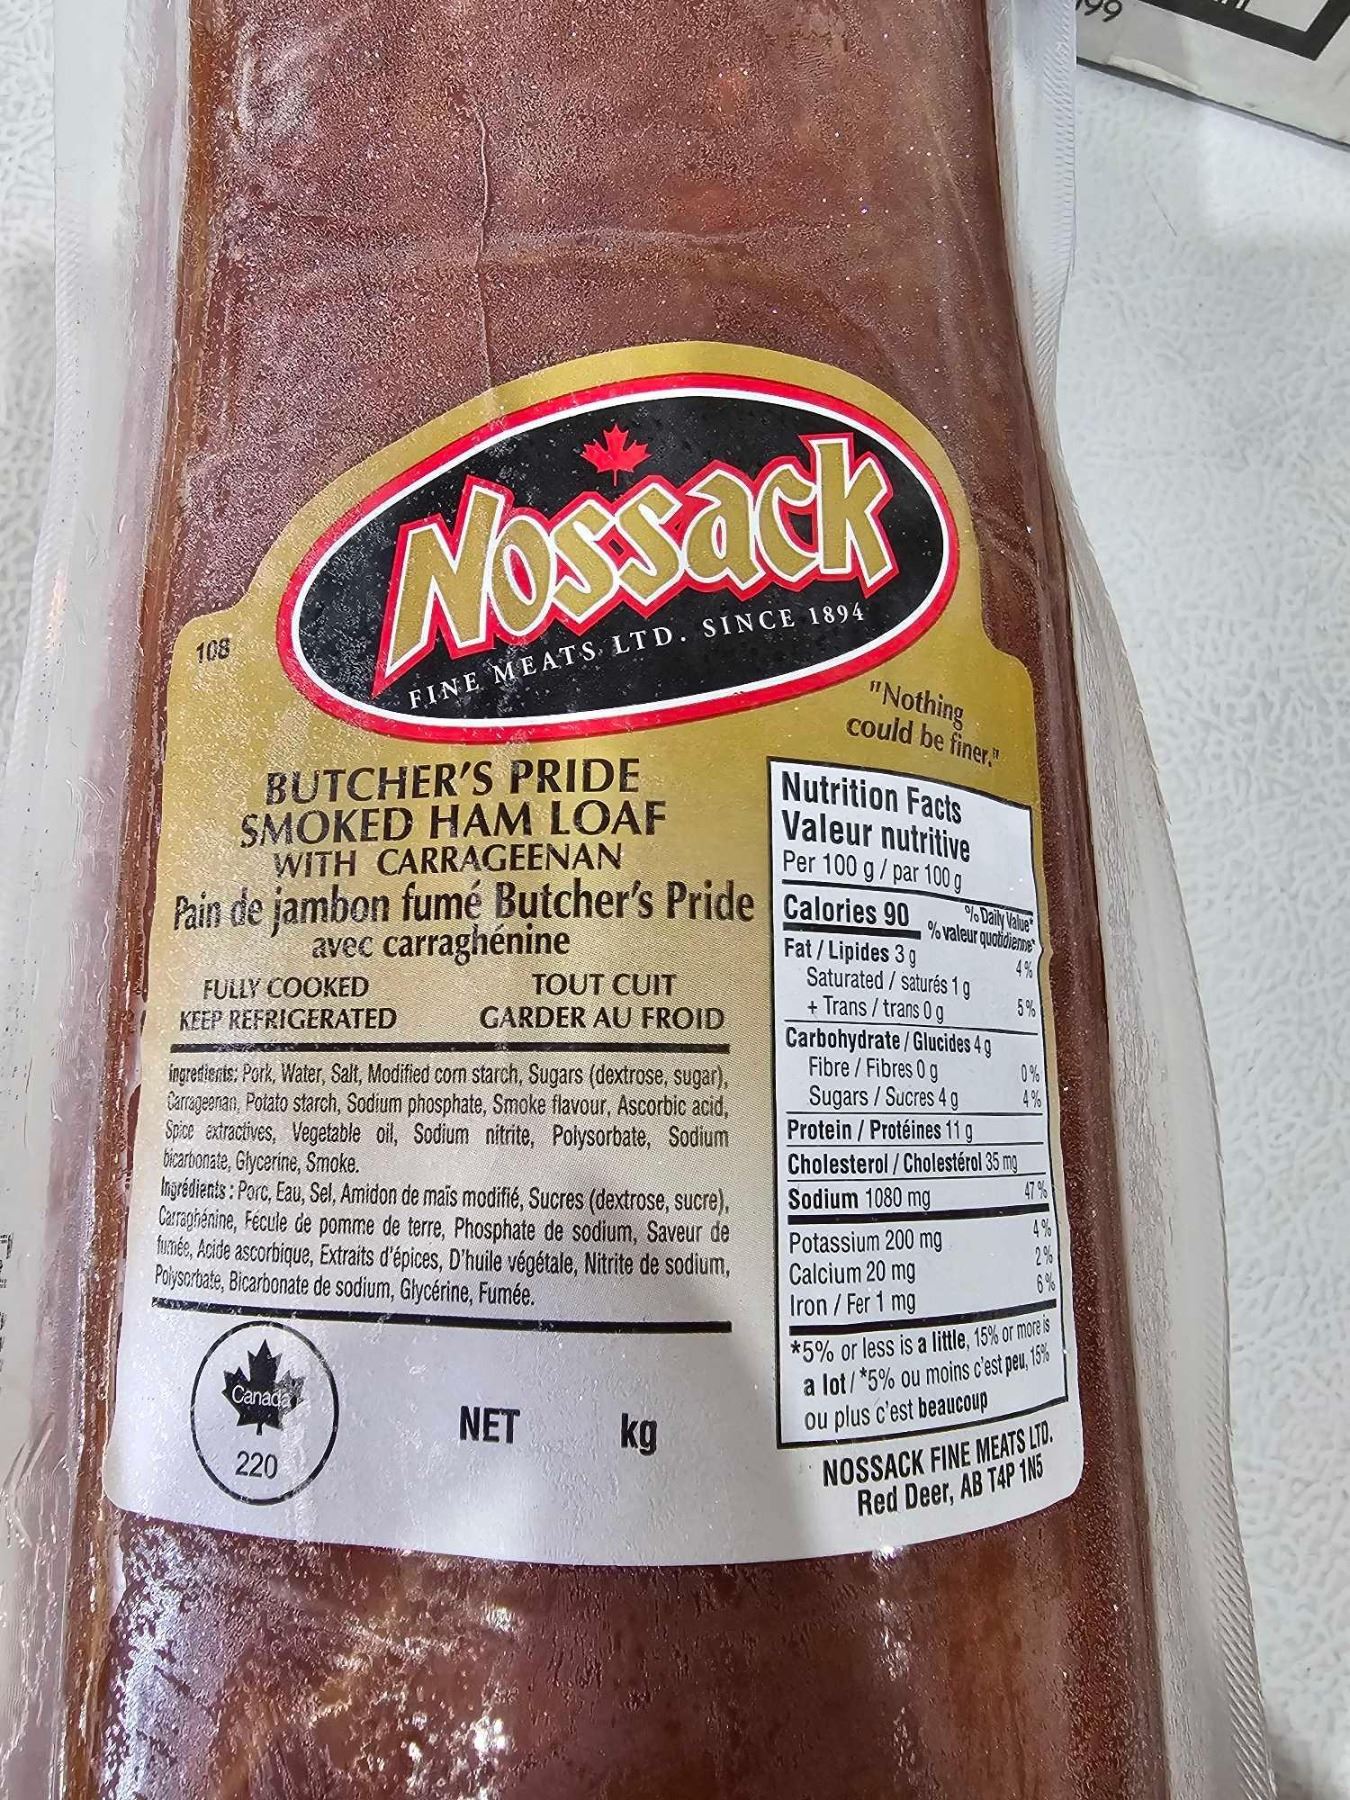 199
Nossack
FINE MEATS LTD. SINCE 1894
108
"Nothing
could be finer."
BUTCHER'S PRIDE
SMOKED HAM LOAF
WITH CARRAGEENAN
Pain de jambon fumé Butcher's Pride
avec carraghénine
FULLY COOKED TOUT CUIT
KEEP REFRIGERATED GARDER AU FROID
Ingredients: Pork, Water, Salt, Modified corn starch, Sugars (dextrose, sugar),
Carrageenan, Potato starch, Sodium phosphate, Smoke flavour, Ascorbic acid,
Spice extractives, Vegetable oil, Sodium nitrite, Polysorbate, Sodium
bicarbonate, Glycerine, Smoke.
Ingrédients : Porc, Eau, Sel, Amidon de maïs modifié, Sucres (dextrose, sucre),
Carraghénine, Fécule de pomme de terre, Phosphate de sodium, Saveur de
fumée, Acide ascorbique, Extraits d'épices, D'huile végétale, Nitrite de sodium,
Polysorbate, Bicarbonate de sodium, Glycérine, Fumée.
Canada
220
NET kg
Nutrition Facts
Valeur nutritive
Per 100 g / par 100 g
Calories 90 % Daily Value*
% valeur quotidienne*
Fat / Lipides 3 g 4 %
Saturated / saturés 1 g
+ Trans / trans 0 g 5 %
Carbohydrate / Glucides 4 g
Fibre / Fibres 0 g 0 %
Sugars / Sucres 4 g 4 %
Protein / Protéines 11 g
Cholesterol / Cholestérol 35 mg
Sodium 1080 mg 47 %
Potassium 200 mg 4 %
Calcium 20 mg 2 %
Iron / Fer 1 mg 6 %
*5% or less is a little, 15% or more is
a lot / *5% ou moins c'est peu, 15%
ou plus c'est beaucoup
NOSSACK FINE MEATS LTD.
Red Deer, AB T4P 1N5